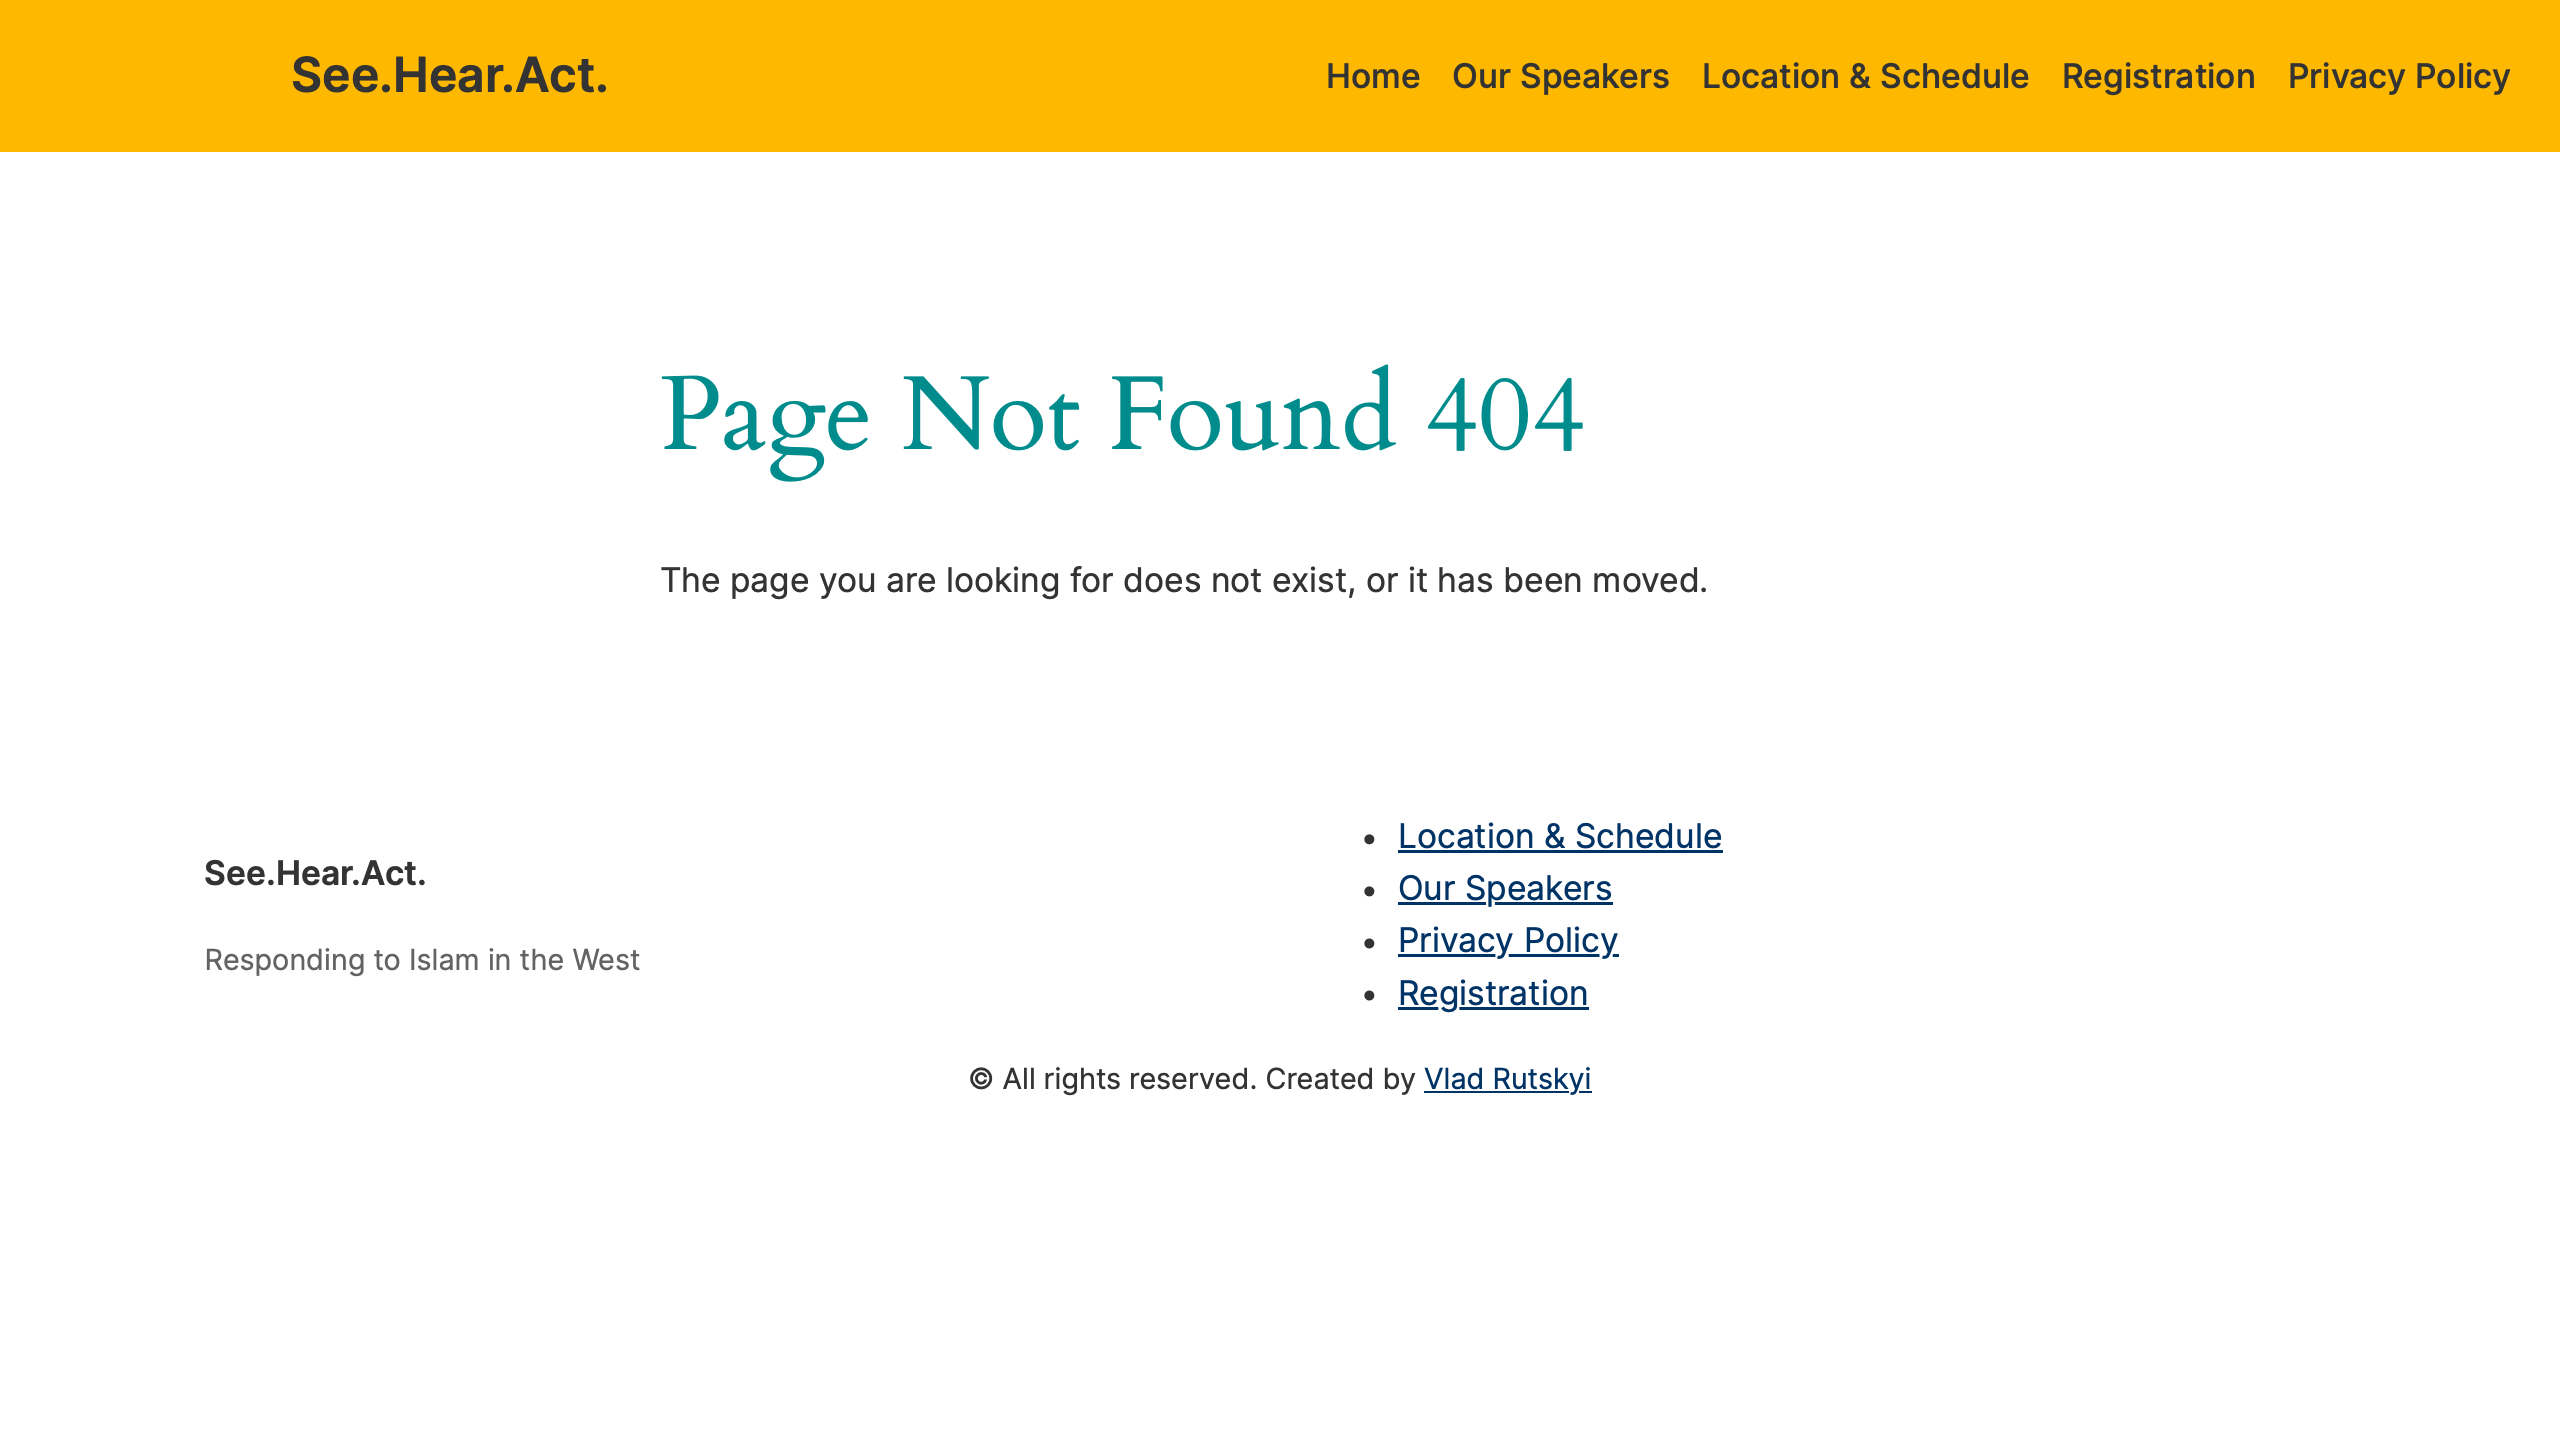 See.Hear.Act.
Home Our Speakers Location & Schedule Registration Privacy Policy
Page Not Found 404
The page you are looking for does not exist, or it has been moved.
See.Hear.Act.
Responding to Islam in the West
Location & Schedule
Our Speakers
Privacy Policy
Registration
© All rights reserved. Created by Vlad Rutskyi